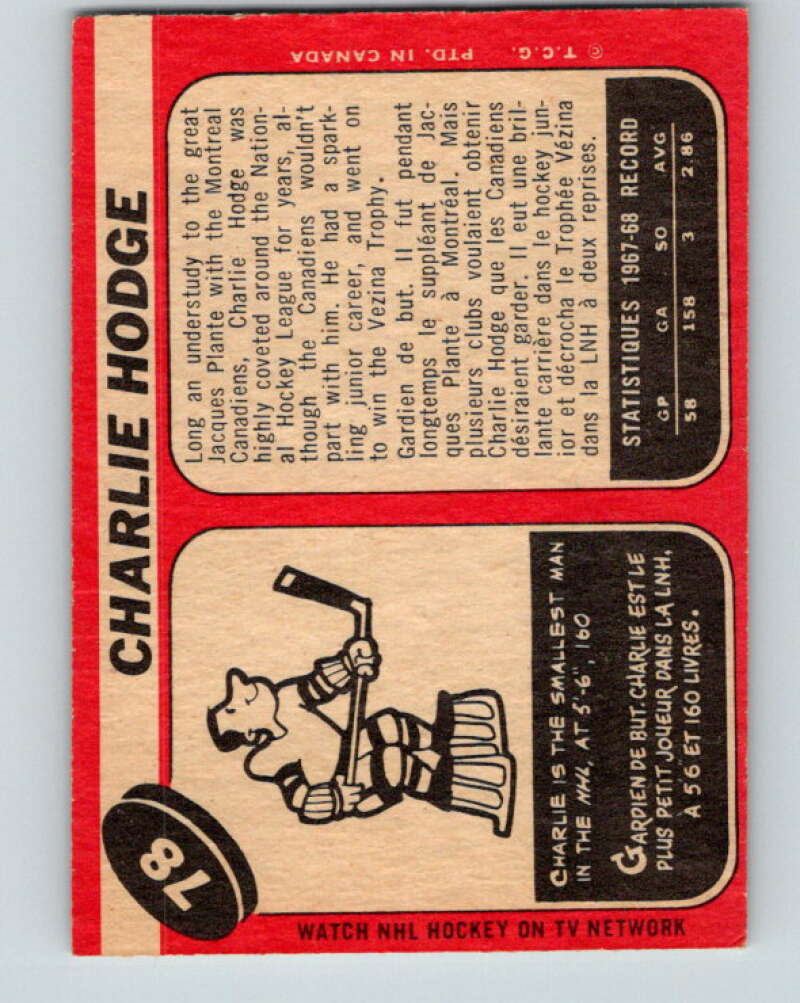 CHARLIE HODGE
78
Long an understudy to the great
Jacques Plante with the Montreal
Canadiens, Charlie Hodge was
highly coveted around the Nation-
al Hockey League for years, al-
though the Canadiens wouldn't
part with him. He had a spark-
ling junior career, and went on
to win the Vezina Trophy.
Gardien de but. Il fut pendant
longtemps le suppléant de Jac-
ques Plante à Montréal. Mais
plusieurs clubs voulaient obtenir
Charlie Hodge que les Canadiens
désiraient garder. Il eut une bril-
lante carrière dans le hockey jun-
ior et décrocha le Trophée Vézina
dans la LNH à deux reprises.
STATISTIQUES 1967-68 RECORD
GP GA SO AVG
58 158 3 2.86
CHARLIE IS THE SMALLEST MAN
IN THE NHL, AT 5'-6", 160
GARDIEN DE BUT. CHARLIE EST LE
PLUS PETIT JOUEUR DANS LA LNH,
À 5'6" ET 160 LIVRES.
WATCH NHL HOCKEY ON TV NETWORK
© T.C.G. PTD. IN CANADA